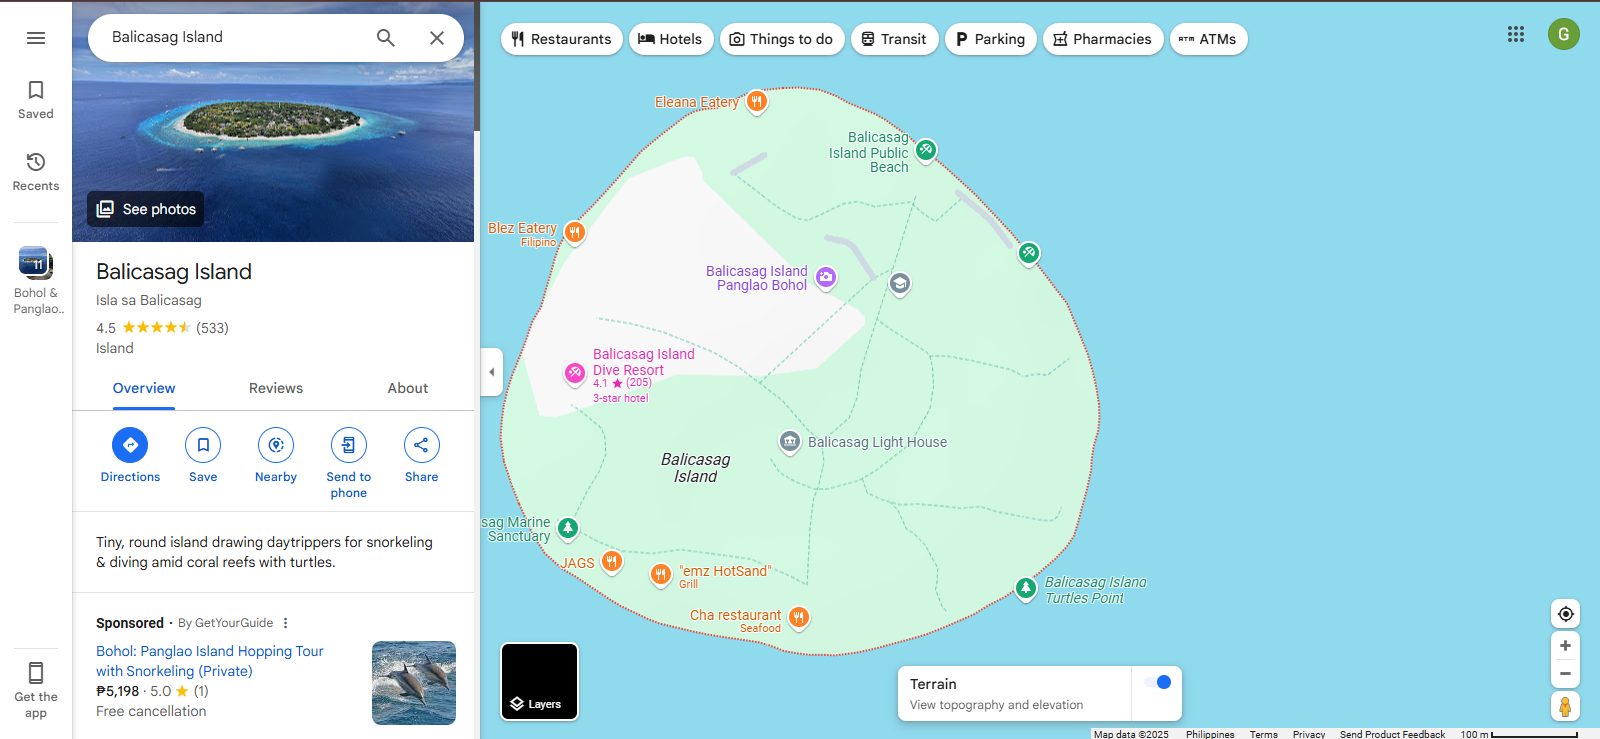 Balicasag Island
Saved
Recents
11
Bohol &
Panglao..
Get the
app
See photos
Balicasag Island
Isla sa Balicasag
4.5 (533)
Island
Overview
Reviews
About
Directions
Save
Nearby
Send to
phone
Share
Tiny, round island drawing daytrippers for snorkeling
& diving amid coral reefs with turtles.
Sponsored · By GetYourGuide
Bohol: Panglao Island Hopping Tour
with Snorkeling (Private)
₱5,198 · 5.0 ★ (1)
Free cancellation
Restaurants
Hotels
Things to do
Transit
P Parking
Pharmacies
ATM ATMs
G
Eleana Eatery
Balicasag
Island Public
Beach
Blez Eatery
Filipino
Balicasag Island
Panglao Bohol
Balicasag Island
Dive Resort
4.1 ★ (205)
3-star hotel
Balicasag Light House
Balicasag
Island
sag Marine
Sanctuary
JAGS
"emz HotSand"
Grill
Cha restaurant
Seafood
Balicasag Island
Turtles Point
Layers
Terrain
View topography and elevation
Map data ©2025 Philippines Terms Privacy Send Product Feedback 100 m